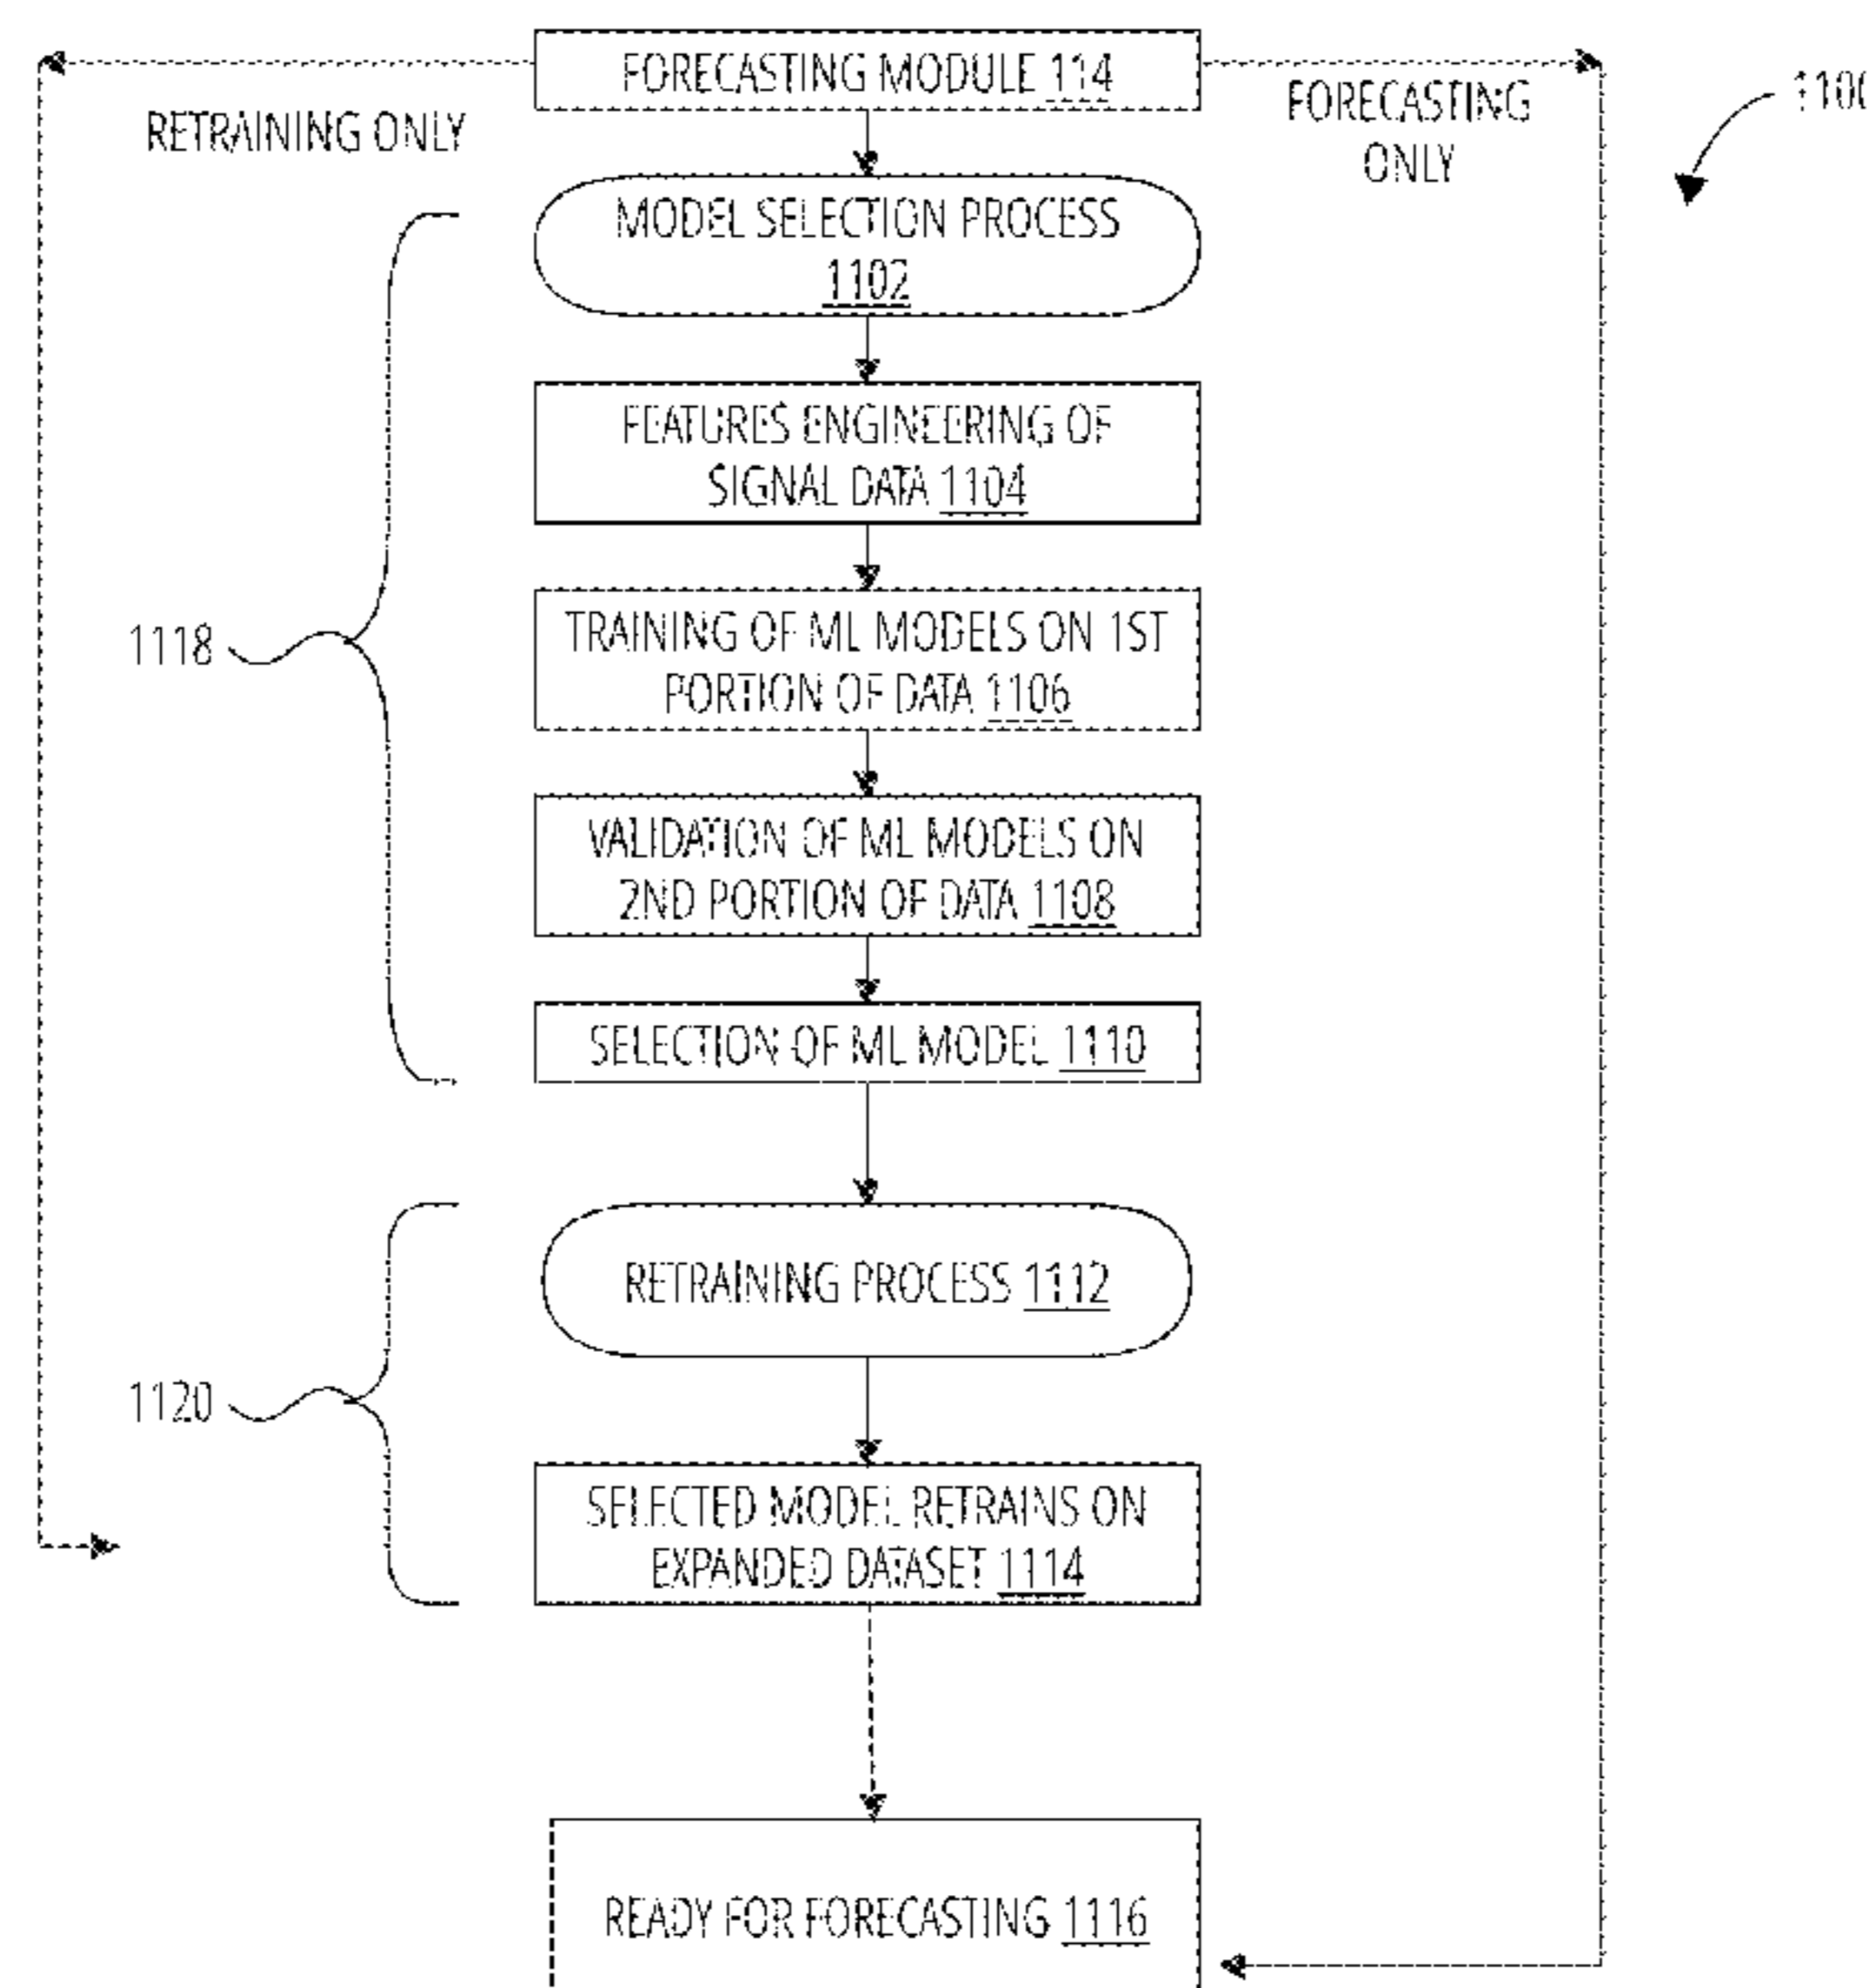 FORECASTING MODULE 114
RETRAINING ONLY
FORECASTING
ONLY
MODEL SELECTION PROCESS
1102
FEATURES ENGINEERING OF
SIGNAL DATA 1104
TRAINING OF ML MODELS ON 1ST
PORTION OF DATA 1106
1118
VALIDATION OF ML MODELS ON
2ND PORTION OF DATA 1108
SELECTION OF ML MODEL 1110
RETRAINING PROCESS 1112
1120
SELECTED MODEL RETRAINS ON
EXPANDED DATASET 1114
READY FOR FORECASTING 1116